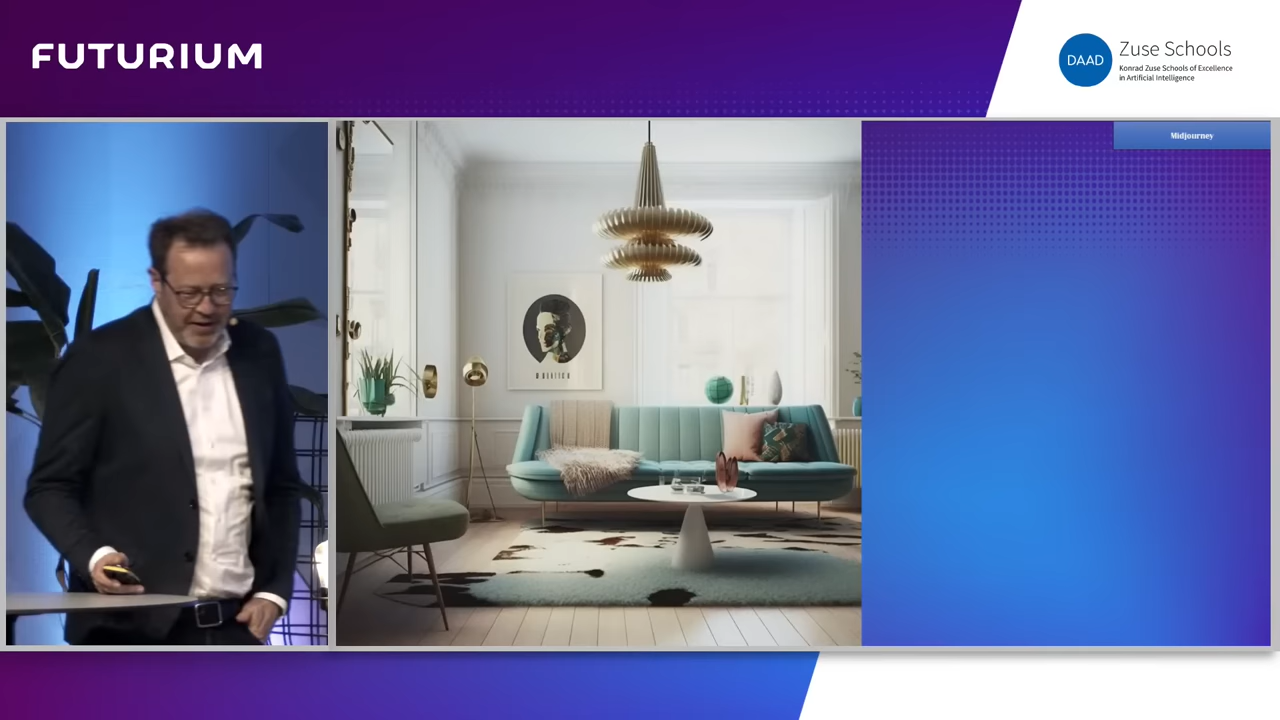 FUTURIUM
DAAD
Zuse Schools
Konrad Zuse Schools of Excellence
in Artificial Intelligence
Midjourney